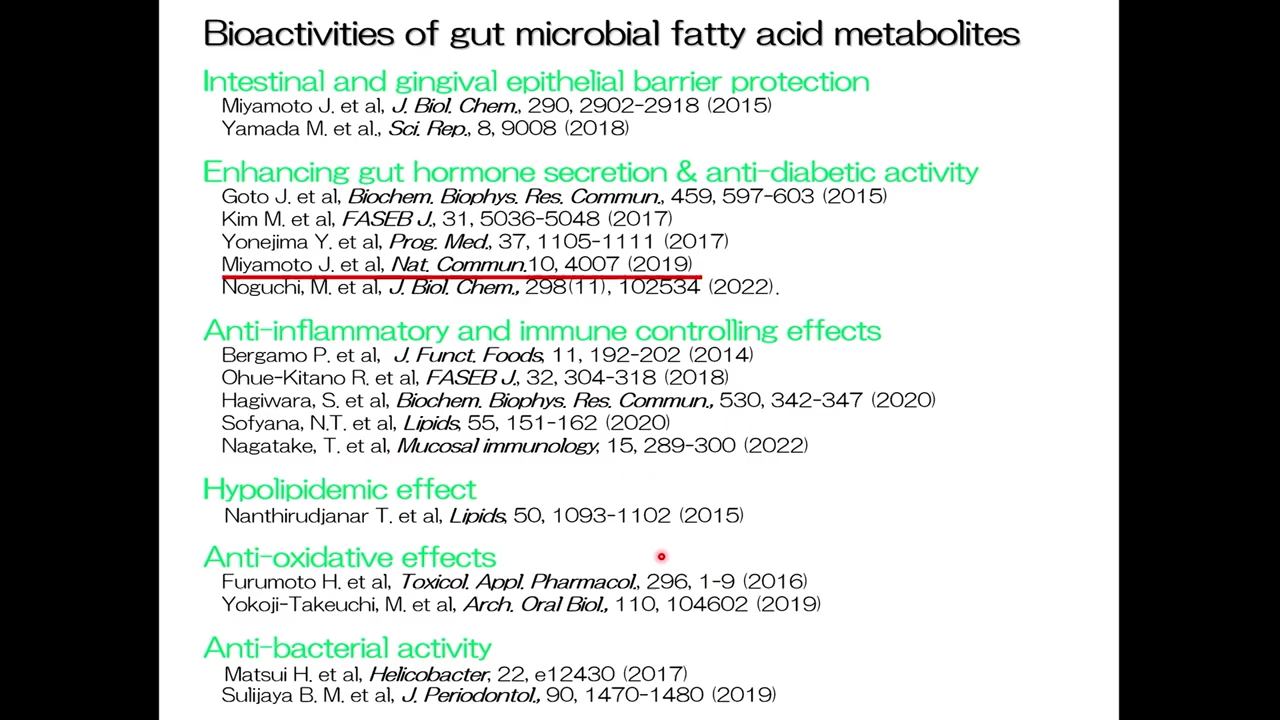 Bioactivities of gut microbial fatty acid metabolites
Intestinal and gingival epithelial barrier protection
Miyamoto J. et al, J. Biol. Chem., 290, 2902-2918 (2015)
Yamada M. et al., Sci. Rep., 8, 9008 (2018)
Enhancing gut hormone secretion & anti-diabetic activity
Goto J. et al, Biochem. Biophys. Res. Commun., 459, 597-603 (2015)
Kim M. et al, FASEB J., 31, 5036-5048 (2017)
Yonejima Y. et al, Prog. Med., 37, 1105-1111 (2017)
Miyamoto J. et al, Nat. Commun.10, 4007 (2019)
Noguchi, M. et al, J. Biol. Chem., 298(11), 102534 (2022).
Anti-inflammatory and immune controlling effects
Bergamo P. et al, J. Funct. Foods, 11, 192-202 (2014)
Ohue-Kitano R. et al, FASEB J., 32, 304-318 (2018)
Hagiwara, S. et al, Biochem. Biophys. Res. Commun., 530, 342-347 (2020)
Sofyana, N.T. et al, Lipids, 55, 151-162 (2020)
Nagatake, T. et al, Mucosal immunology, 15, 289-300 (2022)
Hypolipidemic effect
Nanthirudjanar T. et al, Lipids, 50, 1093-1102 (2015)
Anti-oxidative effects
Furumoto H. et al, Toxicol. Appl. Pharmacol., 296, 1-9 (2016)
Yokoji-Takeuchi, M. et al, Arch. Oral Biol., 110, 104602 (2019)
Anti-bacterial activity
Matsui H. et al, Helicobacter, 22, e12430 (2017)
Sulijaya B. M. et al, J. Periodontol., 90, 1470-1480 (2019)